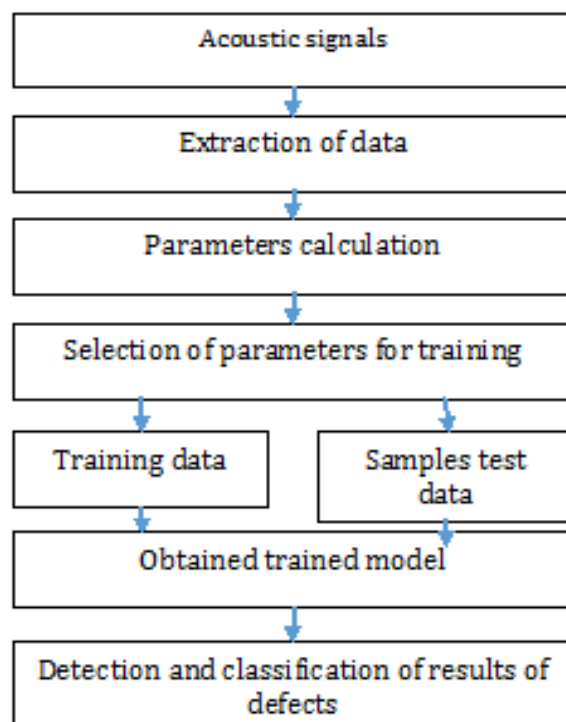 Acoustic signals
Extraction of data
Parameters calculation
Selection of parameters for training
Training data
Samples test
data
Obtained trained model
Detection and classification of results of
defects